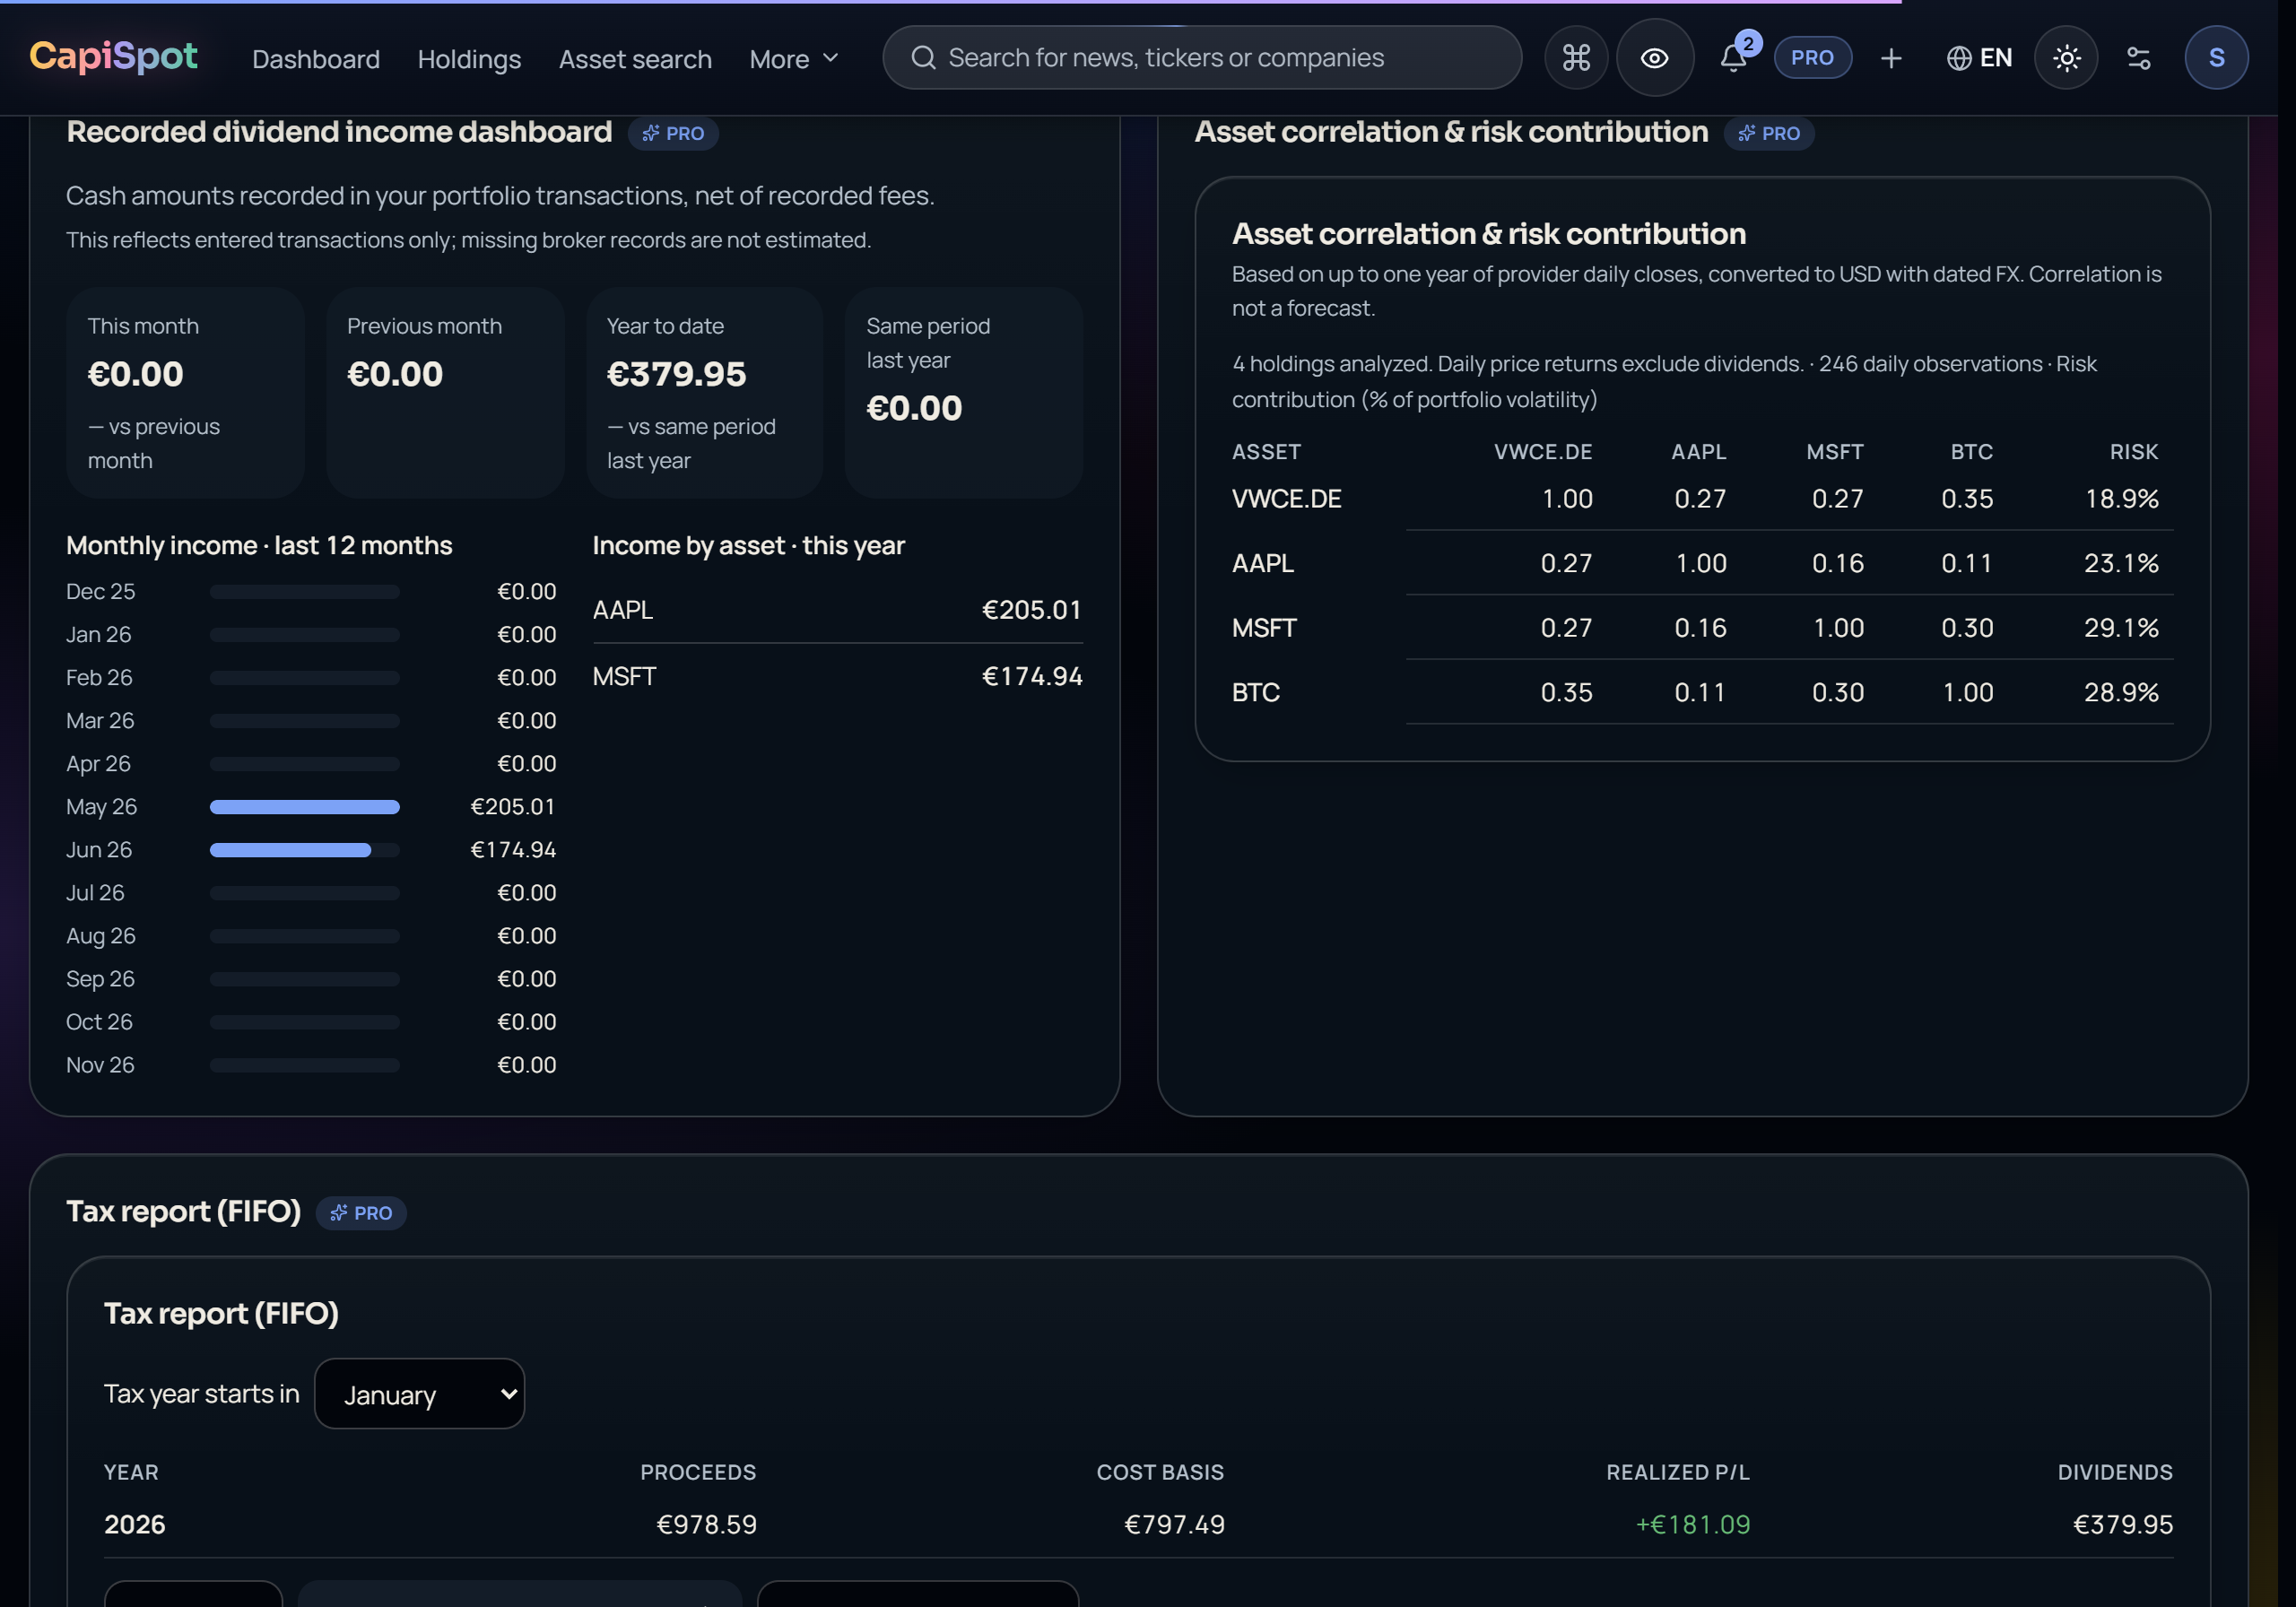 CapiSpot
Dashboard
Holdings
Asset search
More
Search for news, tickers or companies
2
PRO
EN
S
Recorded dividend income dashboard
PRO
Cash amounts recorded in your portfolio transactions, net of recorded fees.
This reflects entered transactions only; missing broker records are not estimated.
This month
€0.00
— vs previous
month
Previous month
€0.00
Year to date
€379.95
— vs same period
last year
Same period
last year
€0.00
Monthly income · last 12 months
Dec 25 €0.00
Jan 26 €0.00
Feb 26 €0.00
Mar 26 €0.00
Apr 26 €0.00
May 26 €205.01
Jun 26 €174.94
Jul 26 €0.00
Aug 26 €0.00
Sep 26 €0.00
Oct 26 €0.00
Nov 26 €0.00
Income by asset · this year
AAPL €205.01
MSFT €174.94
Asset correlation & risk contribution
PRO
Asset correlation & risk contribution
Based on up to one year of provider daily closes, converted to USD with dated FX. Correlation is
not a forecast.
4 holdings analyzed. Daily price returns exclude dividends. · 246 daily observations · Risk
contribution (% of portfolio volatility)
ASSET VWCE.DE AAPL MSFT BTC RISK
VWCE.DE 1.00 0.27 0.27 0.35 18.9%
AAPL 0.27 1.00 0.16 0.11 23.1%
MSFT 0.27 0.16 1.00 0.30 29.1%
BTC 0.35 0.11 0.30 1.00 28.9%
Tax report (FIFO)
PRO
Tax report (FIFO)
Tax year starts in January
YEAR PROCEEDS COST BASIS REALIZED P/L DIVIDENDS
2026 €978.59 €797.49 +€181.09 €379.95